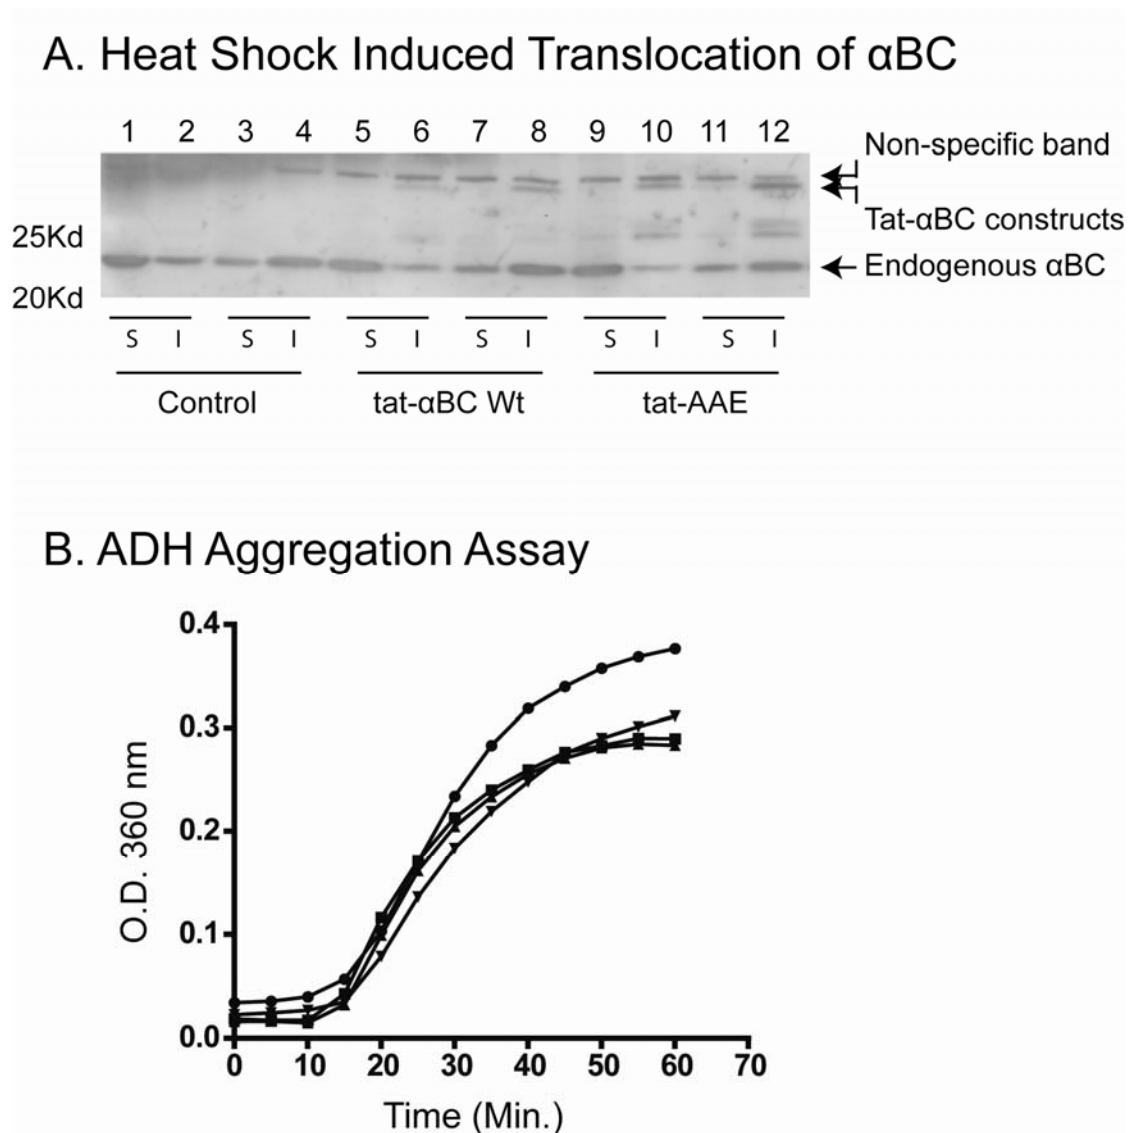 A. Heat Shock Induced Translocation of αBC
1 2 3 4 5 6 7 8 9 10 11 12
Non-specific band
Tat-αBC constructs
25Kd
Endogenous αBC
20Kd
S I S I S I S I S I S I
Control tat-αBC Wt tat-AAE
B. ADH Aggregation Assay
0.4
0.3
0.2
0.1
0.0
O.D. 360 nm
0 10 20 30 40 50 60 70
Time (Min.)